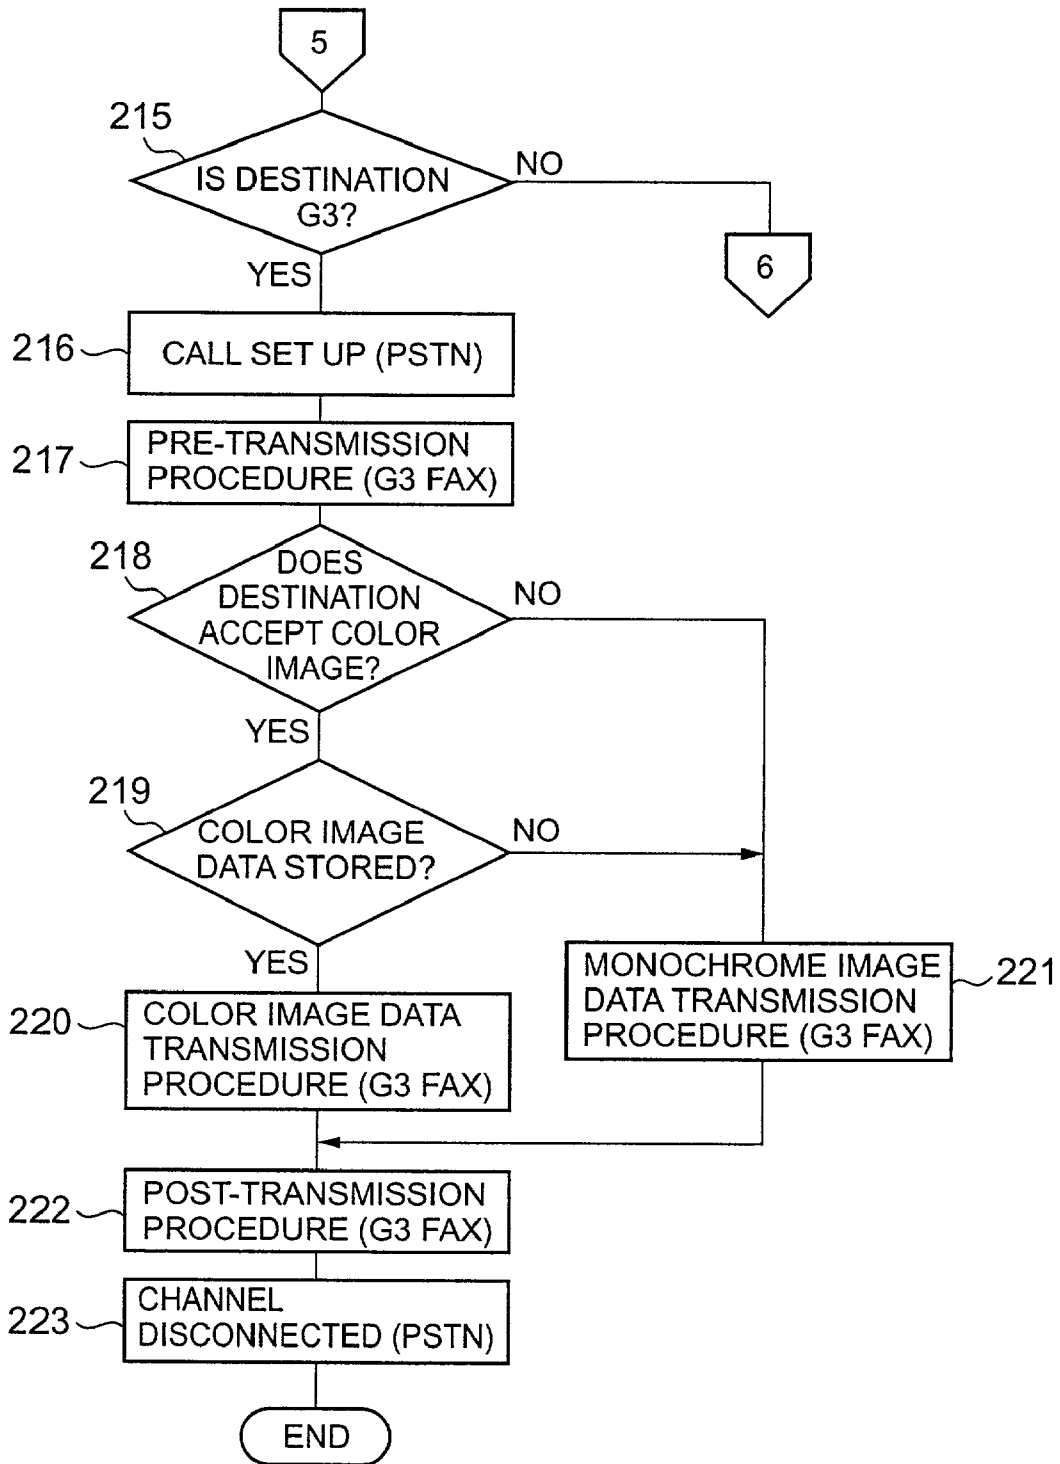 5
215
IS DESTINATION
G3?
NO
6
YES
216
CALL SET UP (PSTN)
217
PRE-TRANSMISSION
PROCEDURE (G3 FAX)
218
DOES
DESTINATION
ACCEPT COLOR
IMAGE?
NO
YES
219
COLOR IMAGE
DATA STORED?
NO
YES
220
COLOR IMAGE DATA
TRANSMISSION
PROCEDURE (G3 FAX)
MONOCHROME IMAGE
DATA TRANSMISSION
PROCEDURE (G3 FAX)
221
222
POST-TRANSMISSION
PROCEDURE (G3 FAX)
223
CHANNEL
DISCONNECTED (PSTN)
END